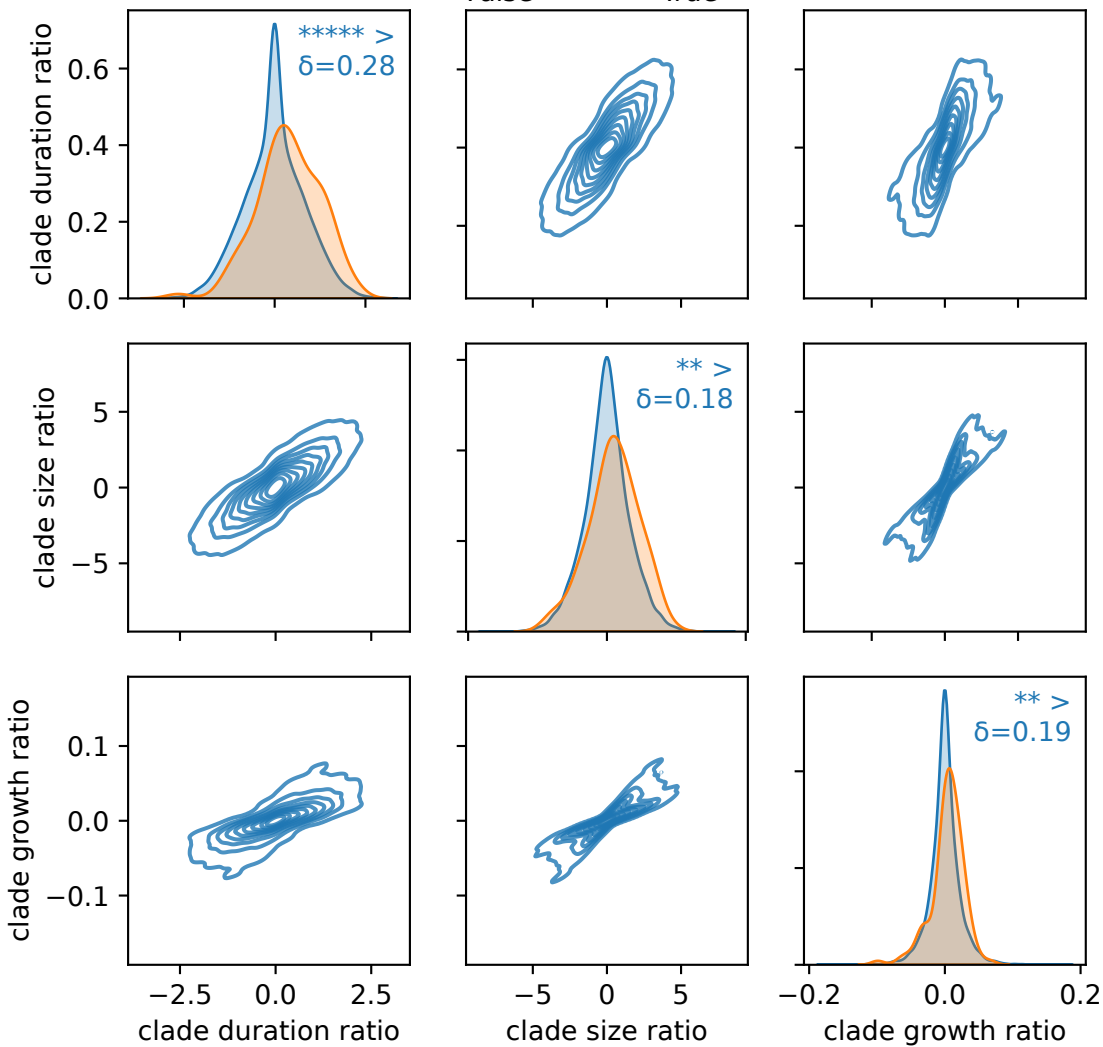 clade duration ratio
0.6
0.4
0.2
0.0
***** >
δ=0.28
clade size ratio
5
0
−5
** >
δ=0.18
clade growth ratio
0.1
0.0
−0.1
** >
δ=0.19
−2.5 0.0 2.5
−5 0 5
−0.2 0.0 0.2
clade duration ratio
clade size ratio
clade growth ratio